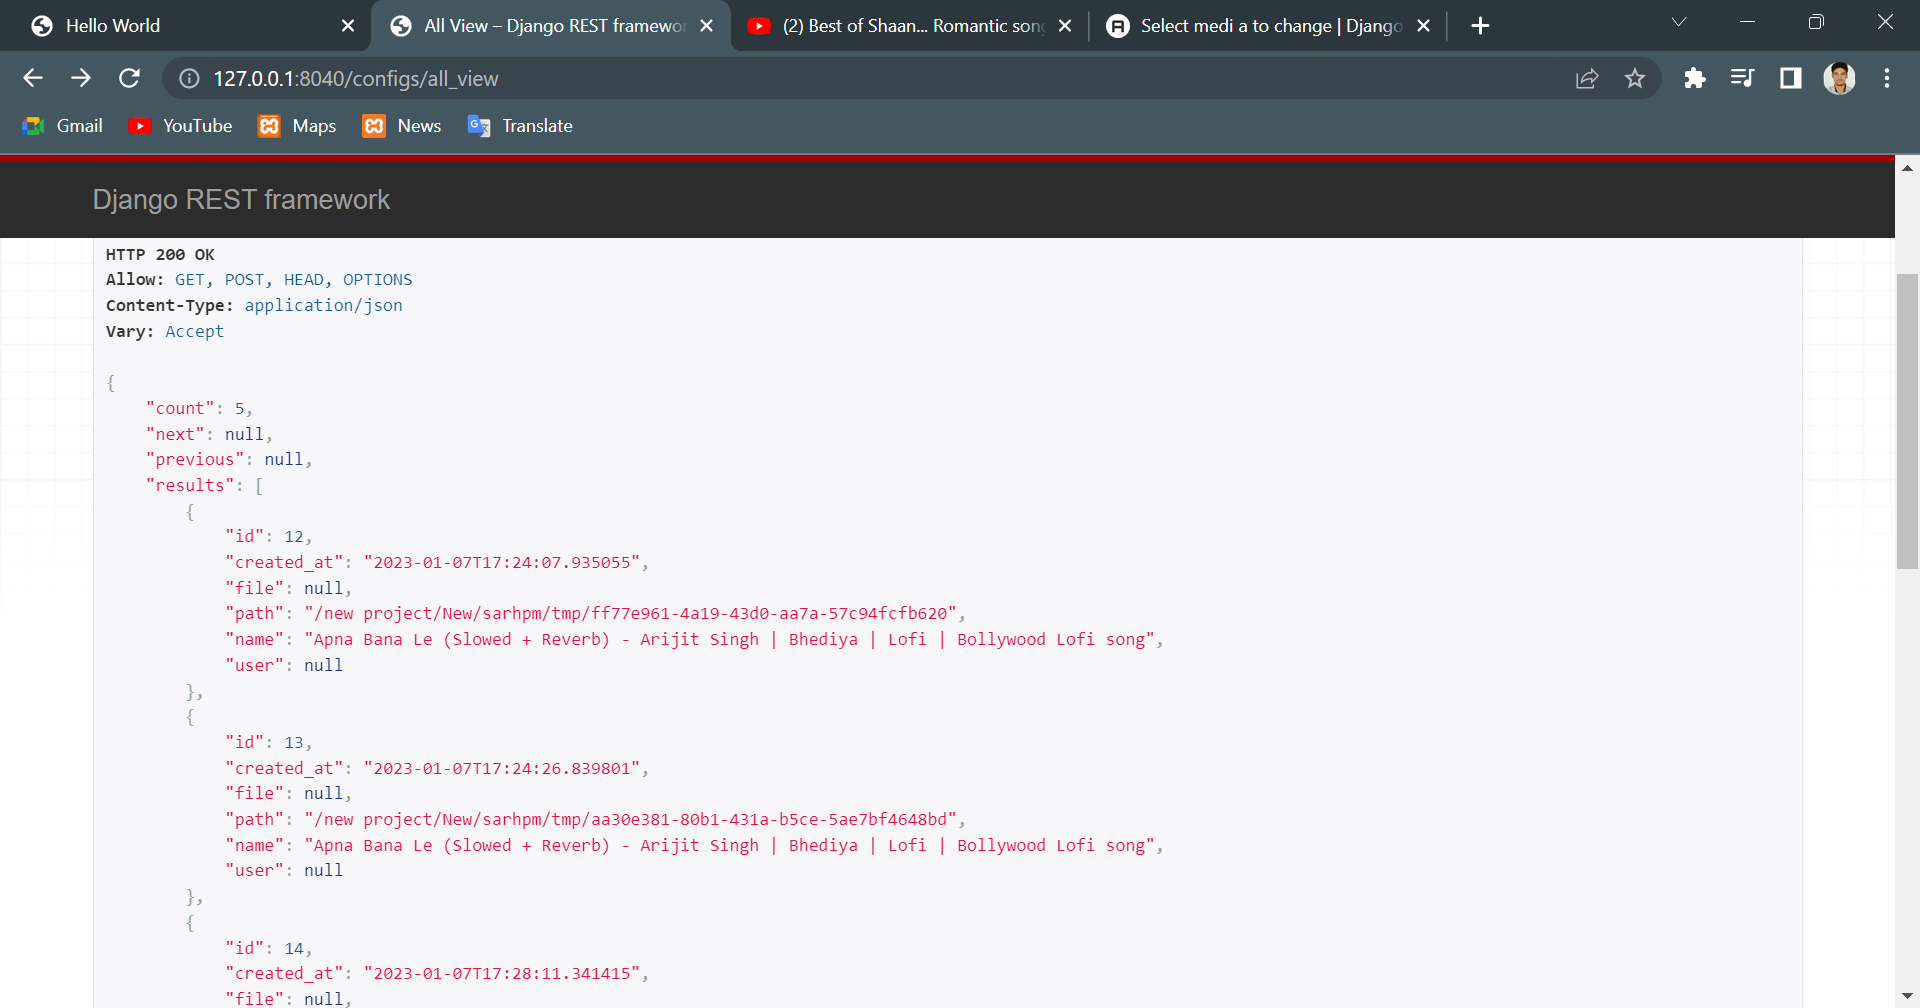 Hello World
All View – Django REST framewor
(2) Best of Shaan... Romantic son
Select medi a to change | Django
127.0.0.1:8040/configs/all_view
Gmail
YouTube
Maps
News
Translate
Django REST framework
HTTP 200 OK
Allow: GET, POST, HEAD, OPTIONS
Content-Type: application/json
Vary: Accept
{
"count": 5,
"next": null,
"previous": null,
"results": [
{
"id": 12,
"created_at": "2023-01-07T17:24:07.935055",
"file": null,
"path": "/new project/New/sarhpm/tmp/ff77e961-4a19-43d0-aa7a-57c94fcfb620",
"name": "Apna Bana Le (Slowed + Reverb) - Arijit Singh | Bhediya | Lofi | Bollywood Lofi song",
"user": null
},
{
"id": 13,
"created_at": "2023-01-07T17:24:26.839801",
"file": null,
"path": "/new project/New/sarhpm/tmp/aa30e381-80b1-431a-b5ce-5ae7bf4648bd",
"name": "Apna Bana Le (Slowed + Reverb) - Arijit Singh | Bhediya | Lofi | Bollywood Lofi song",
"user": null
},
{
"id": 14,
"created_at": "2023-01-07T17:28:11.341415",
"file": null,